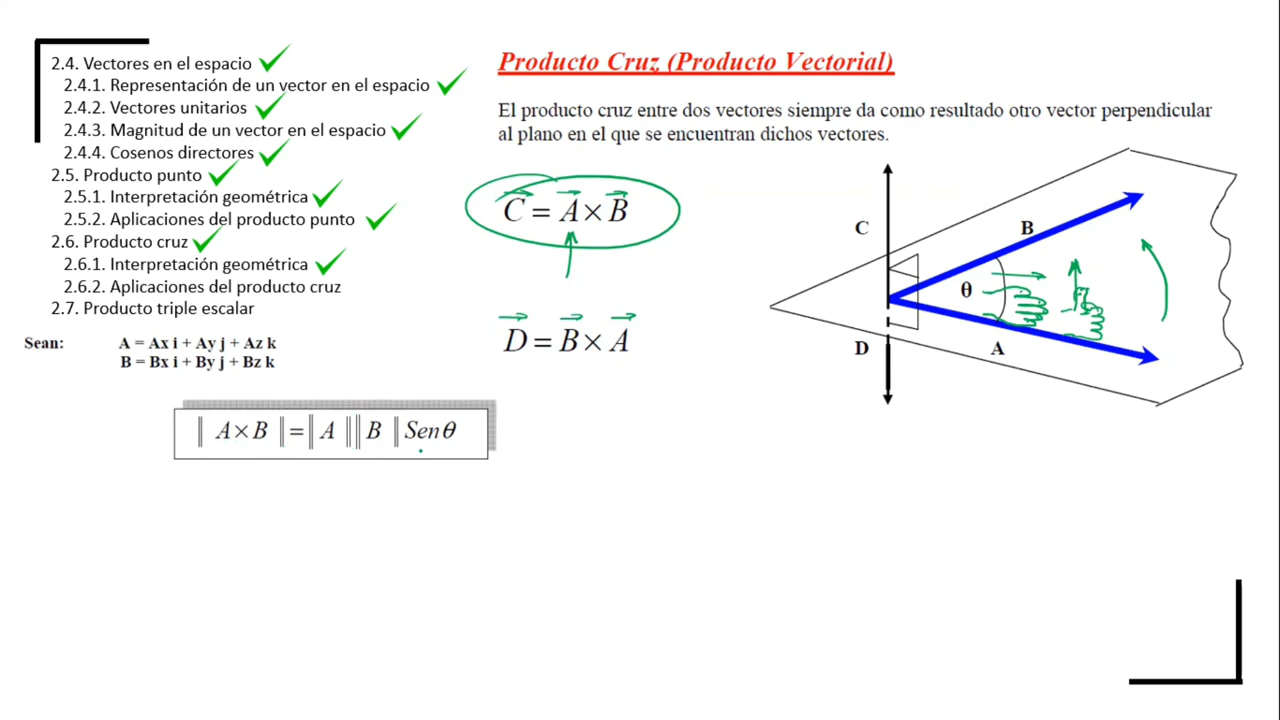 2.4. Vectores en el espacio
2.4.1. Representación de un vector en el espacio
2.4.2. Vectores unitarios
2.4.3. Magnitud de un vector en el espacio
2.4.4. Cosenos directores
2.5. Producto punto
2.5.1. Interpretación geométrica
2.5.2. Aplicaciones del producto punto
2.6. Producto cruz
2.6.1. Interpretación geométrica
2.6.2. Aplicaciones del producto cruz
2.7. Producto triple escalar
Sean: A = Ax i + Ay j + Az k
B = Bx i + By j + Bz k
‖ A × B ‖ = ‖ A ‖‖ B ‖ Senθ
Producto Cruz (Producto Vectorial)
El producto cruz entre dos vectores siempre da como resultado otro vector perpendicular
al plano en el que se encuentran dichos vectores.
C = A × B
D = B × A
C
B
θ
D
A